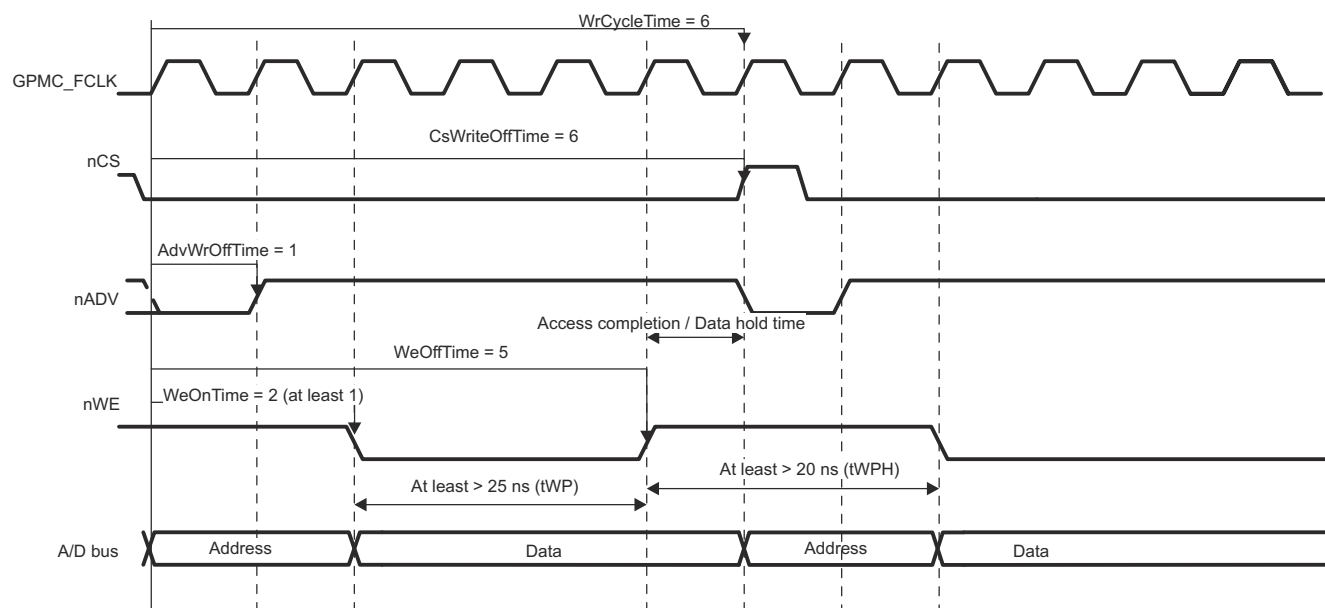 WrCycleTime = 6
GPMC_FCLK
CsWriteOffTime = 6
nCS
AdvWrOffTime = 1
nADV
Access completion / Data hold time
WeOffTime = 5
WeOnTime = 2 (at least 1)
nWE
At least > 20 ns (tWPH)
At least > 25 ns (tWP)
A/D bus Address Data Address Data